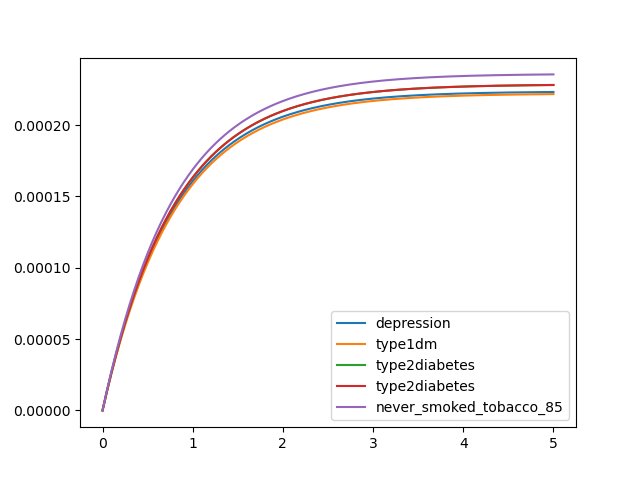 0.00020
0.00015
0.00010
0.00005
0.00000
depression
type1dm
type2diabetes
type2diabetes
never_smoked_tobacco_85
0 1 2 3 4 5